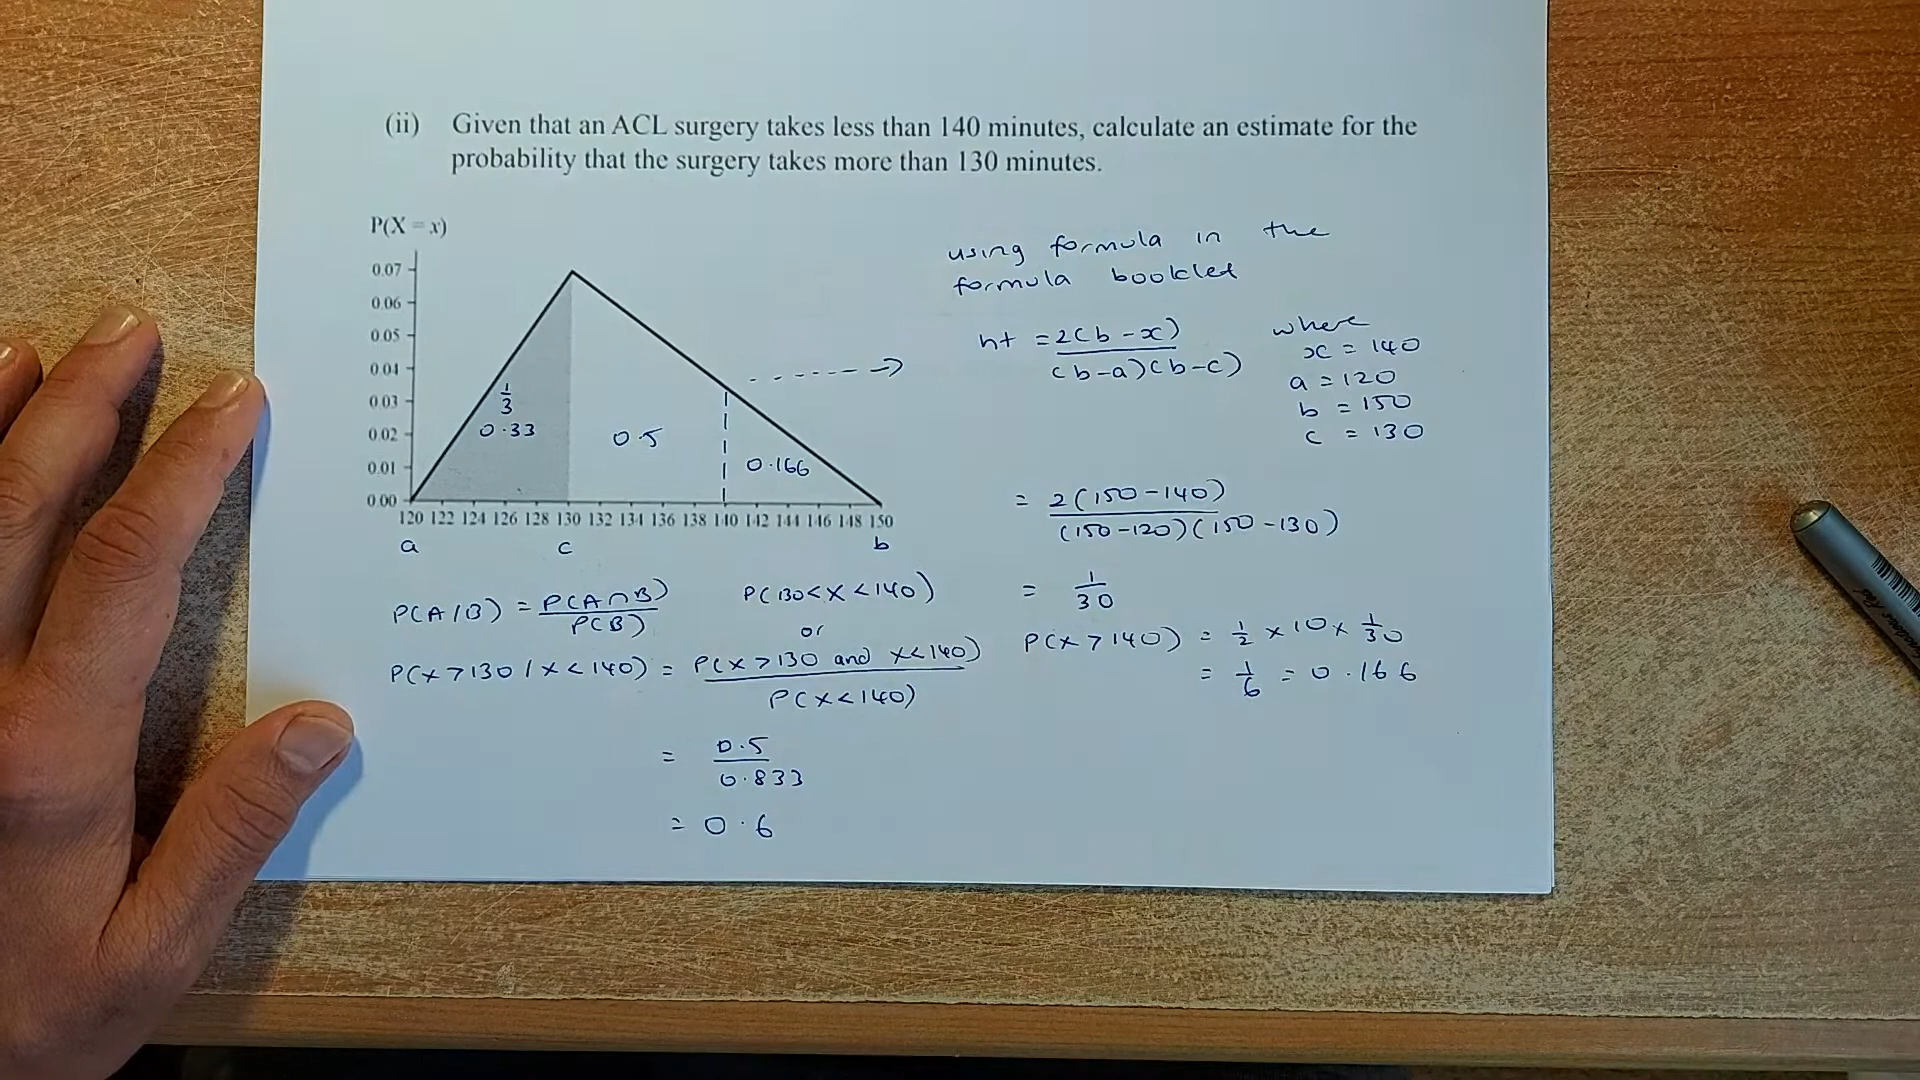 (ii) Given that an ACL surgery takes less than 140 minutes, calculate an estimate for the
probability that the surgery takes more than 130 minutes.
P(X = x)
0.07
0.06
0.05
0.04
0.03
0.02
0.01
0.00
120 122 124 126 128 130 132 134 136 138 140 142 144 146 148 150
a c b
1/3
0.33
0.5
0.166
using formula in the
formula booklet
ht = 2(b-x) / (b-a)(b-c)
where
x = 140
a = 120
b = 150
c = 130
= 2(150-140) / (150-120)(150-130)
= 1/30
P(x>140) = 1/2 x 10 x 1/30
= 1/6 = 0.166
P(A/B) = P(A∩B) / P(B)
P(130<x<140)
or
P(x>130/x<140) = P(x>130 and x<140) / P(x<140)
= 0.5 / 0.833
= 0.6